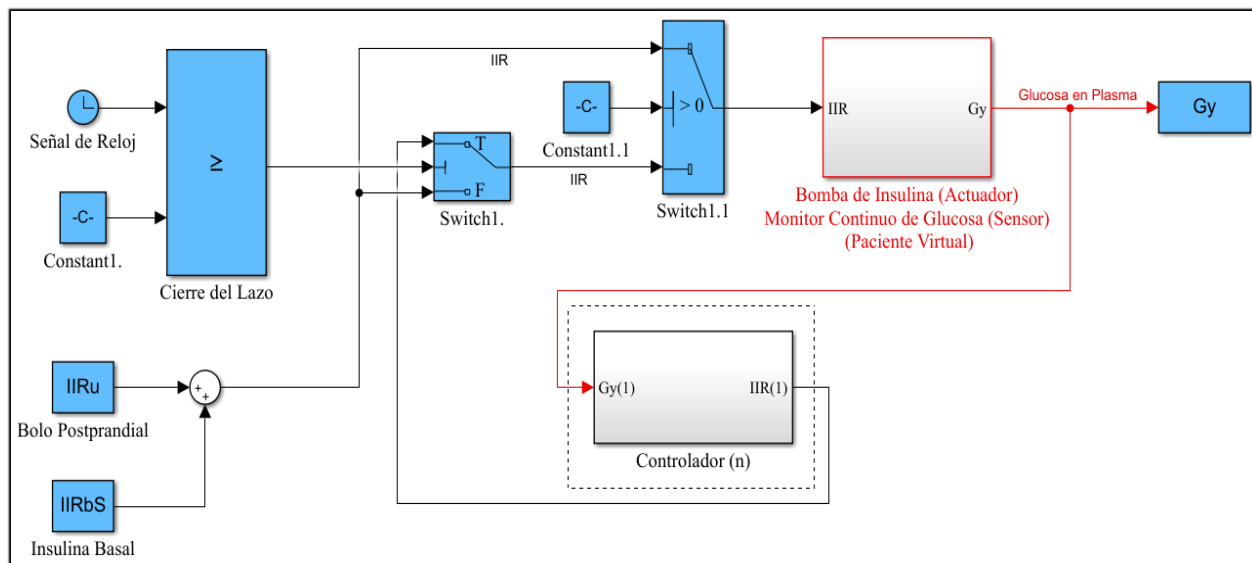 Señal de Reloj
-C-
Constant1.
≥
Cierre del Lazo
IIRu
Bolo Postprandial
IIRbS
Insulina Basal
+
+
T
F
Switch1.
IIR
IIR
-C-
Constant1.1
> 0
Switch1.1
IIR
Gy
Bomba de Insulina (Actuador)
Monitor Continuo de Glucosa (Sensor)
(Paciente Virtual)
Glucosa en Plasma
Gy
Gy(1)
IIR(1)
Controlador (n)